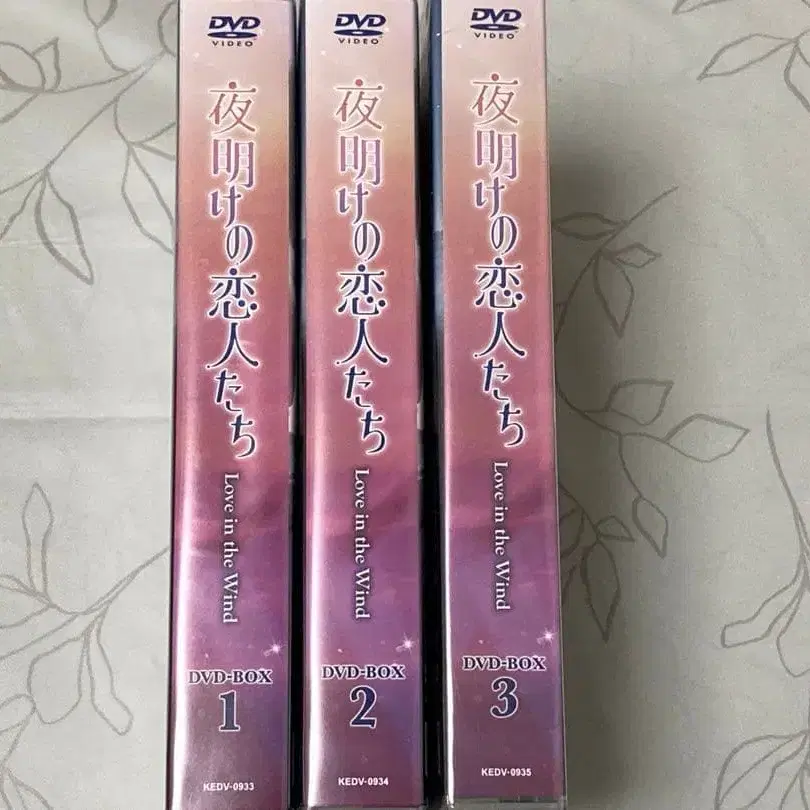 DVD
VIDEO
夜明けの恋人たち
Love in the Wind
DVD-BOX
1
KEDV-0933
DVD
VIDEO
夜明けの恋人たち
Love in the Wind
DVD-BOX
2
KEDV-0934
DVD
VIDEO
夜明けの恋人たち
Love in the Wind
DVD-BOX
3
KEDV-0935